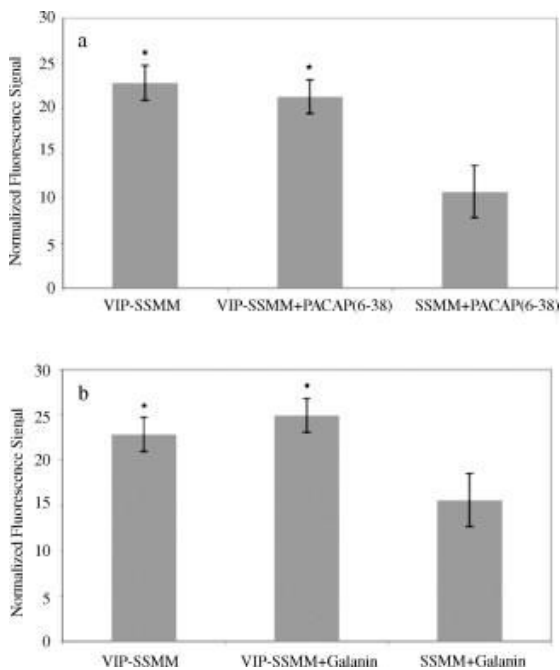 a
Normalized Fluorescence Signal
30
25
20
15
10
5
0
*
*
VIP-SSMM
VIP-SSMM+PACAP(6-38)
SSMM+PACAP(6-38)
b
Normalized Fluorescence Signal
30
25
20
15
10
5
0
*
*
VIP-SSMM
VIP-SSMM+Galanin
SSMM+Galanin